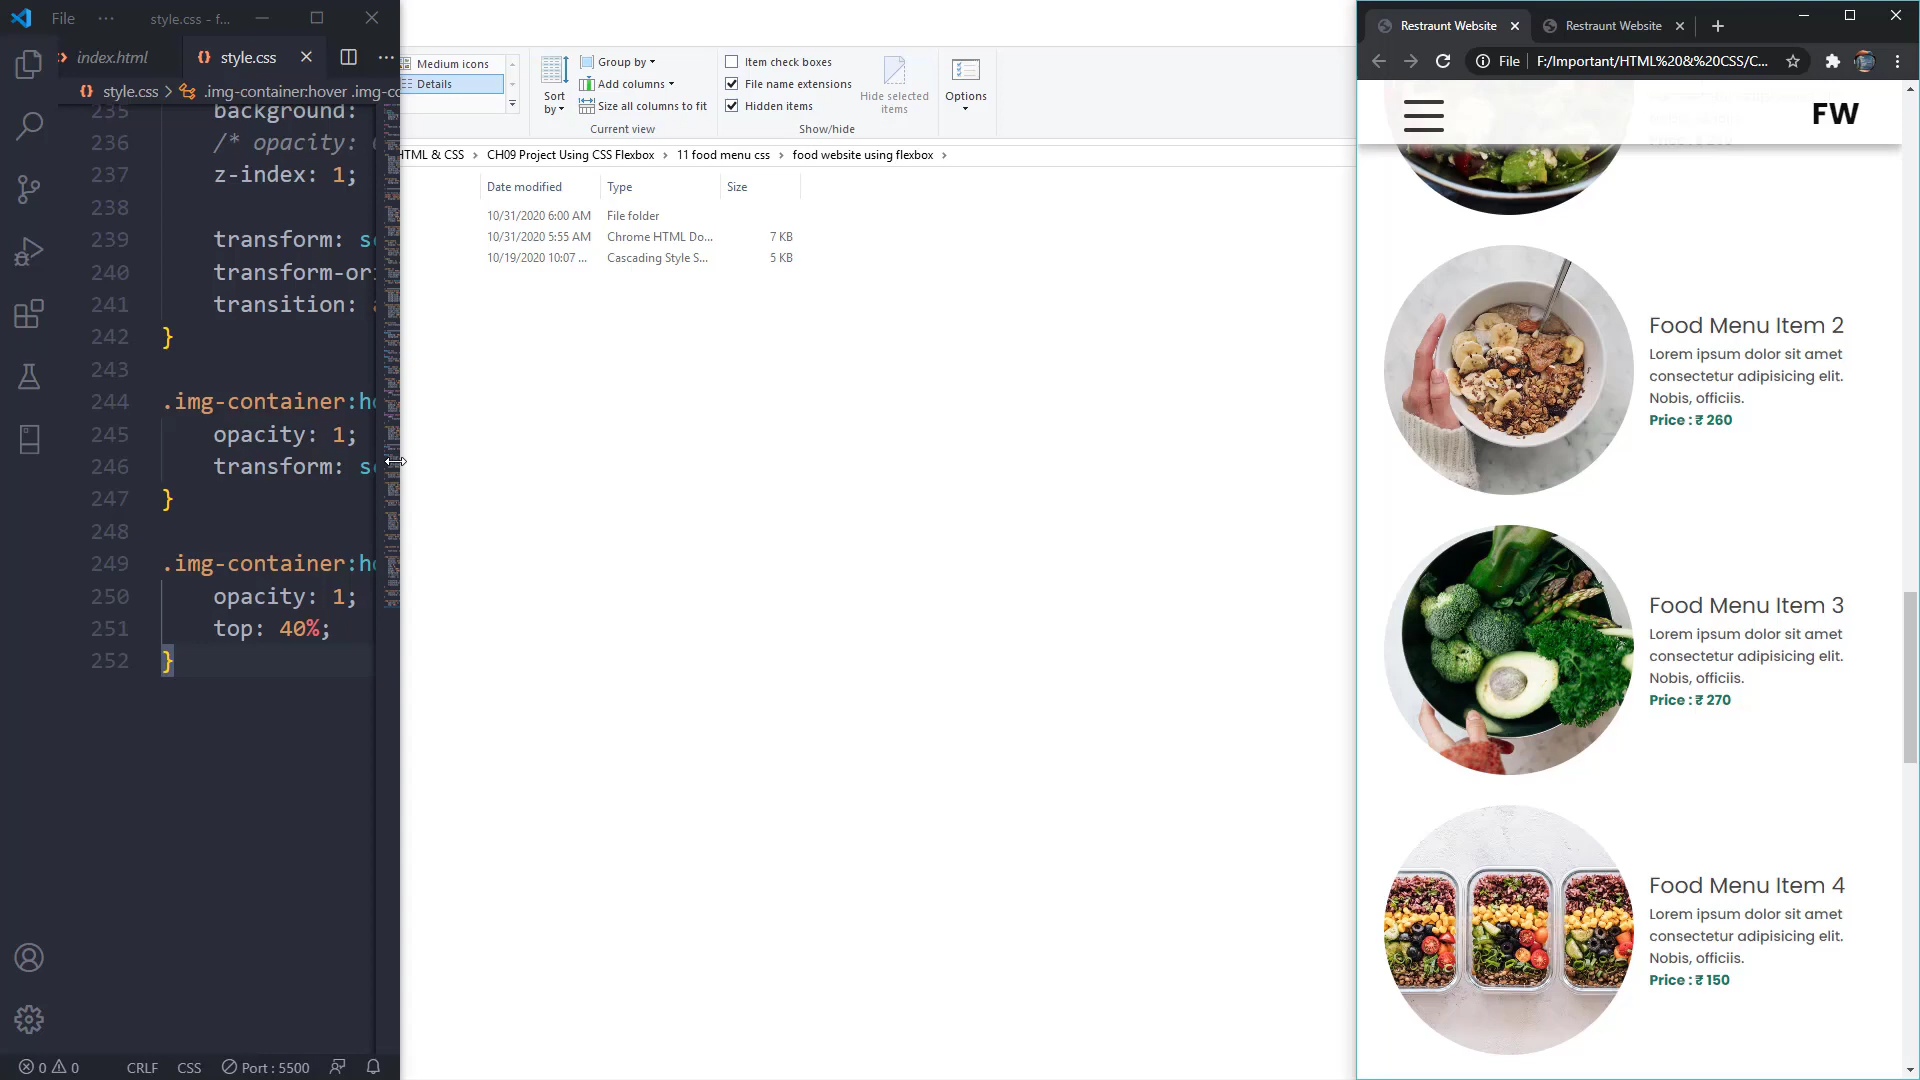 File
···
style.css - f...
index.html
style.css
style.css > .img-container:hover .img-co
235 background:
236 /* opacity:
237 z-index: 1;
238
239 transform: s
240 transform-or
241 transition:
242 }
243
244 .img-container:h
245 opacity: 1;
246 transform: s
247 }
248
249 .img-container:h
250 opacity: 1;
251 top: 40%;
252 }
0 0 CRLF CSS Port : 5500
Medium icons
Details
Sort by
Group by
Add columns
Size all columns to fit
Current view
Item check boxes
File name extensions
Hidden items
Hide selected items
Show/hide
Options
HTML & CSS > CH09 Project Using CSS Flexbox > 11 food menu css > food website using flexbox >
Date modified Type Size
10/31/2020 6:00 AM File folder
10/31/2020 5:55 AM Chrome HTML Do... 7 KB
10/19/2020 10:07 ... Cascading Style S... 5 KB
Restraunt Website
Restraunt Website
File F:/Important/HTML%20&%20CSS/C...
FW
Food Menu Item 2
Lorem ipsum dolor sit amet
consectetur adipisicing elit.
Nobis, officiis.
Price : ₹ 260
Food Menu Item 3
Lorem ipsum dolor sit amet
consectetur adipisicing elit.
Nobis, officiis.
Price : ₹ 270
Food Menu Item 4
Lorem ipsum dolor sit amet
consectetur adipisicing elit.
Nobis, officiis.
Price : ₹ 150